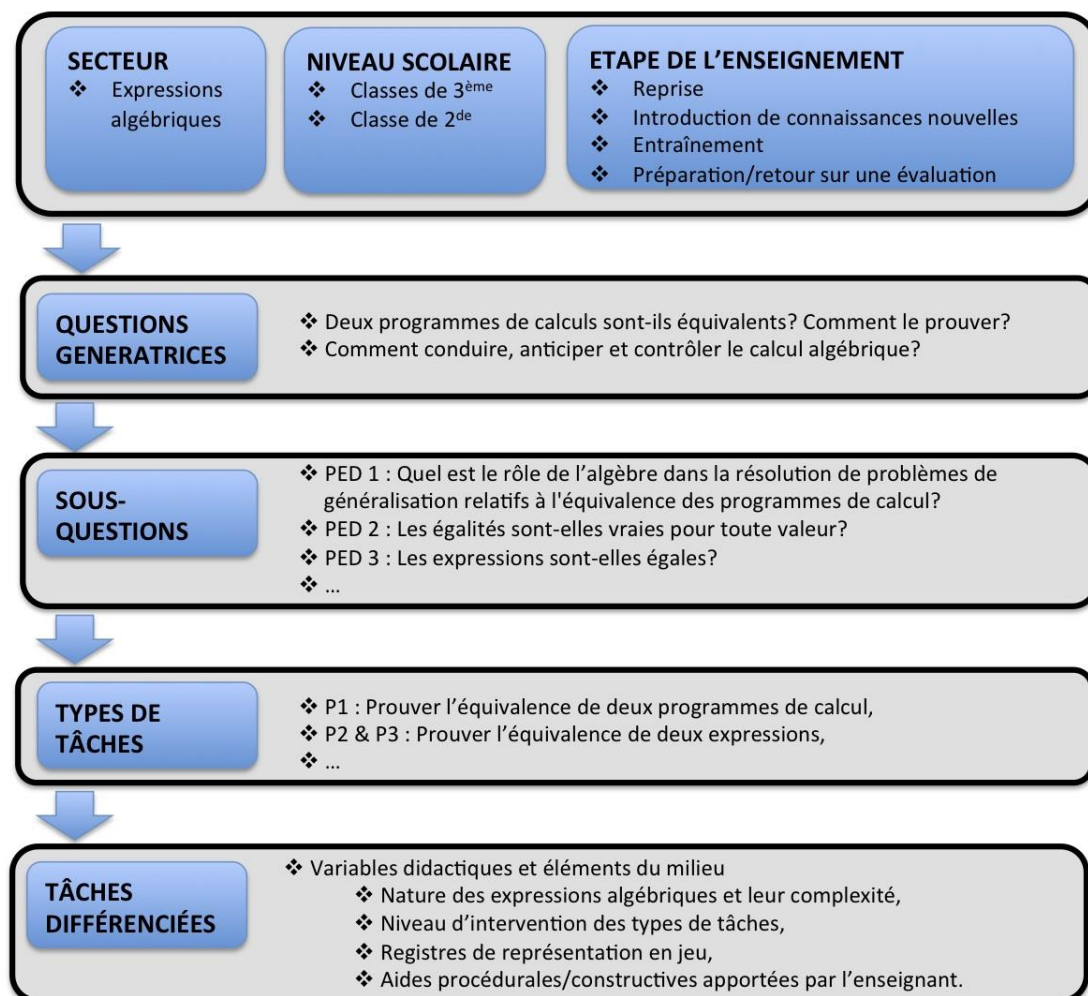 SECTEUR
❖ Expressions
algébriques
NIVEAU SCOLAIRE
❖ Classes de 3ème
❖ Classe de 2de
ETAPE DE L’ENSEIGNEMENT
❖ Reprise
❖ Introduction de connaissances nouvelles
❖ Entraînement
❖ Préparation/retour sur une évaluation
QUESTIONS
GENERATRICES
❖ Deux programmes de calculs sont-ils équivalents? Comment le prouver?
❖ Comment conduire, anticiper et contrôler le calcul algébrique?
SOUS-
QUESTIONS
❖ PED 1 : Quel est le rôle de l’algèbre dans la résolution de problèmes de
généralisation relatifs à l'équivalence des programmes de calcul?
❖ PED 2 : Les égalités sont-elles vraies pour toute valeur?
❖ PED 3 : Les expressions sont-elles égales?
❖ ...
TYPES DE
TÂCHES
❖ P1 : Prouver l’équivalence de deux programmes de calcul,
❖ P2 & P3 : Prouver l’équivalence de deux expressions,
❖ ...
TÂCHES
DIFFÉRENCIÉES
❖ Variables didactiques et éléments du milieu
❖ Nature des expressions algébriques et leur complexité,
❖ Niveau d’intervention des types de tâches,
❖ Registres de représentation en jeu,
❖ Aides procédurales/constructives apportées par l’enseignant.